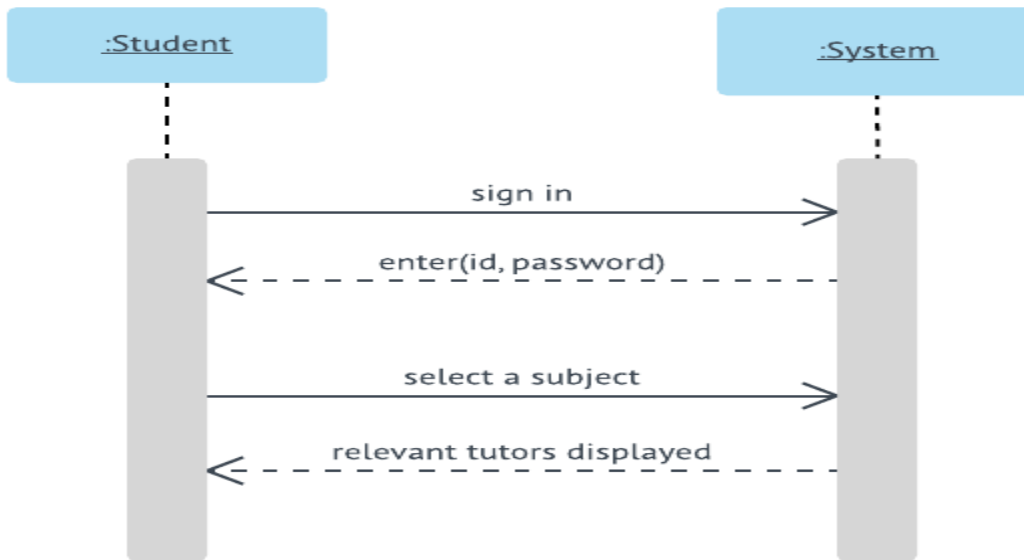 :Student
:System
sign in
enter(id, password)
select a subject
relevant tutors displayed